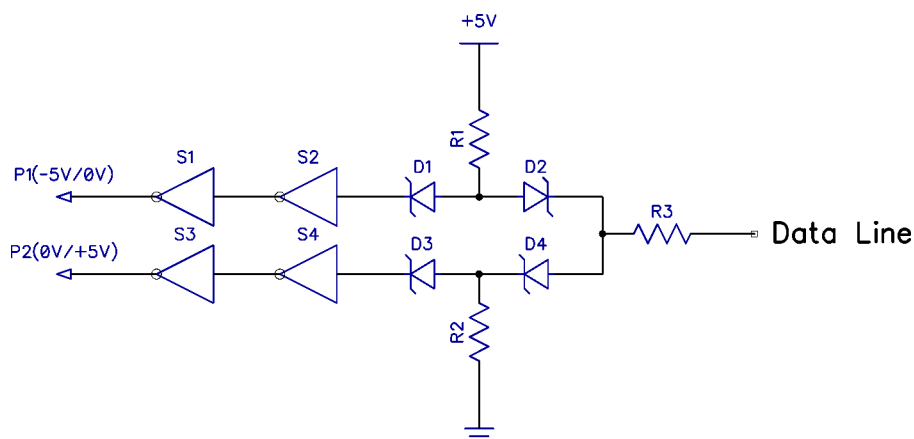 +5V
R1
P1(-5V/0V)
S1
S2
D1
D2
R3
Data Line
P2(0V/+5V)
S3
S4
D3
D4
R2